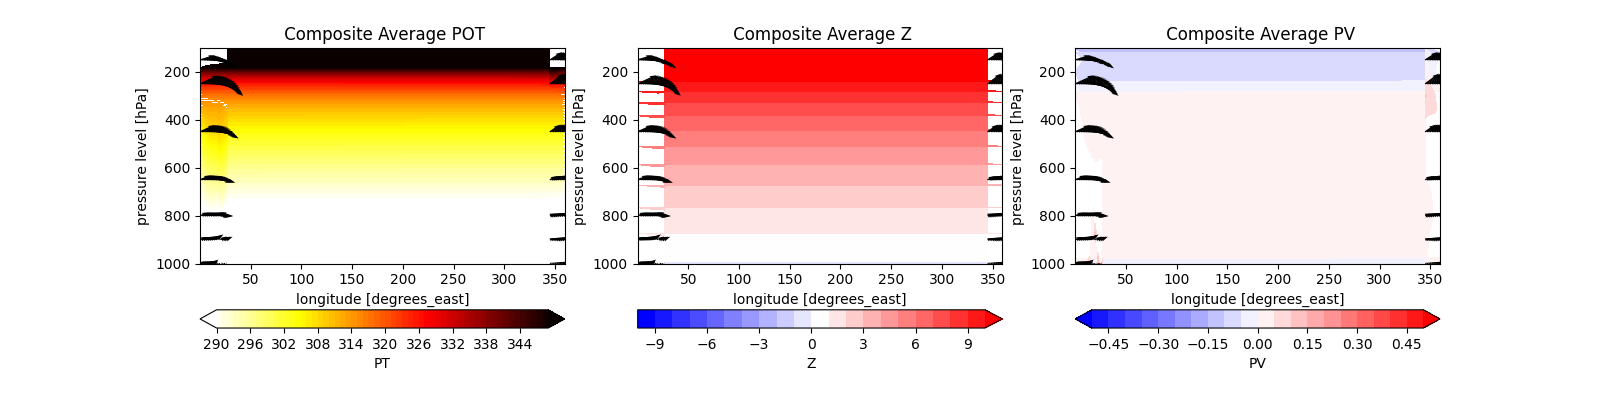 Composite Average POT
pressure level [hPa]
200
400
600
800
1000
50 100 150 200 250 300 350
longitude [degrees_east]
290 296 302 308 314 320 326 332 338 344
PT
Composite Average Z
pressure level [hPa]
200
400
600
800
1000
50 100 150 200 250 300 350
longitude [degrees_east]
−9 −6 −3 0 3 6 9
Z
Composite Average PV
pressure level [hPa]
200
400
600
800
1000
50 100 150 200 250 300 350
longitude [degrees_east]
−0.45 −0.30 −0.15 0.00 0.15 0.30 0.45
PV